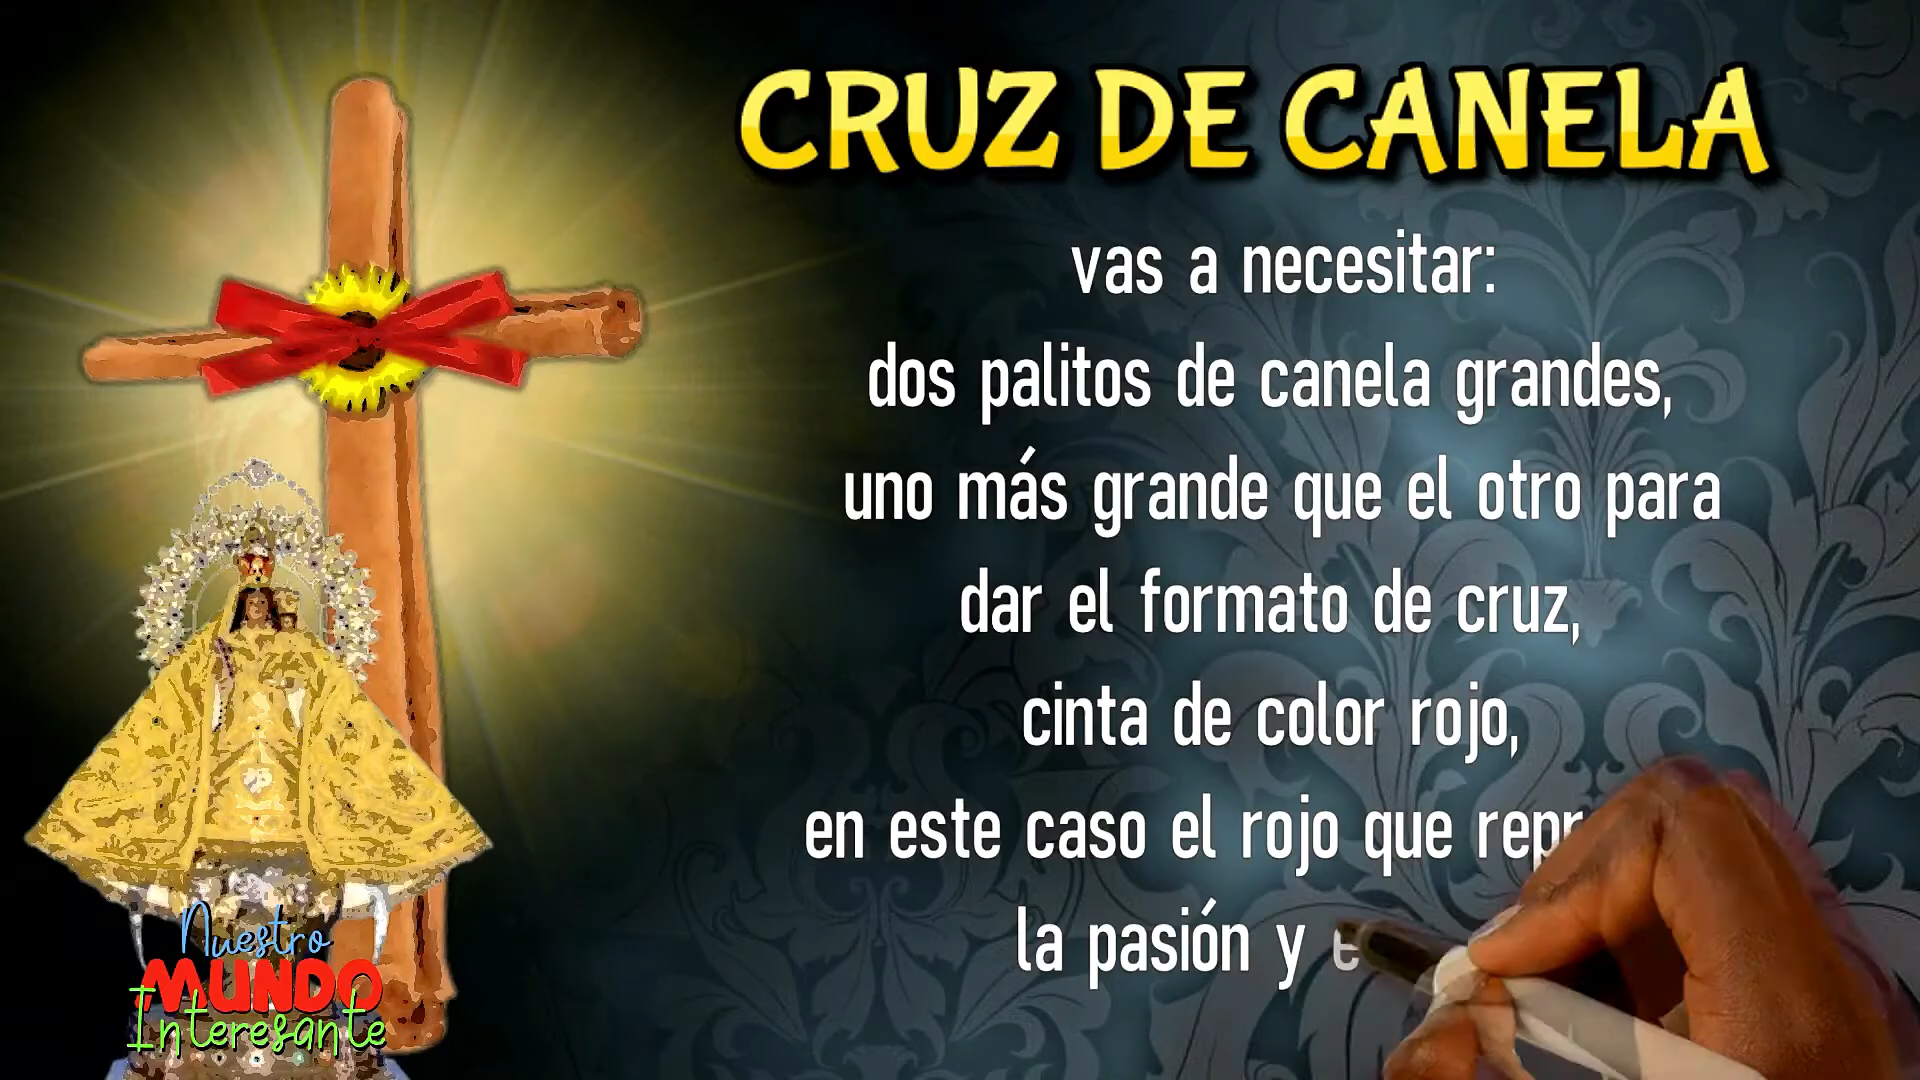 CRUZ DE CANELA
vas a necesitar:
dos palitos de canela grandes,
uno más grande que el otro para
dar el formato de cruz,
cinta de color rojo,
en este caso el rojo que
la pasión y
Nuestro
MUNDO
Interesante